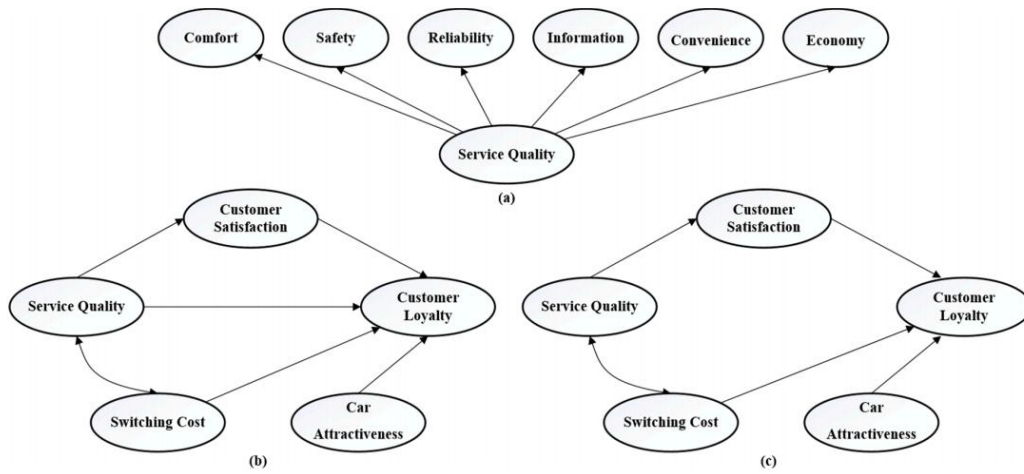 Comfort
Safety
Reliability
Information
Convenience
Economy
Service Quality
(a)
Customer
Satisfaction
Service Quality
Customer
Loyalty
Switching Cost
Car
Attractiveness
(b)
Customer
Satisfaction
Service Quality
Customer
Loyalty
Switching Cost
Car
Attractiveness
(c)